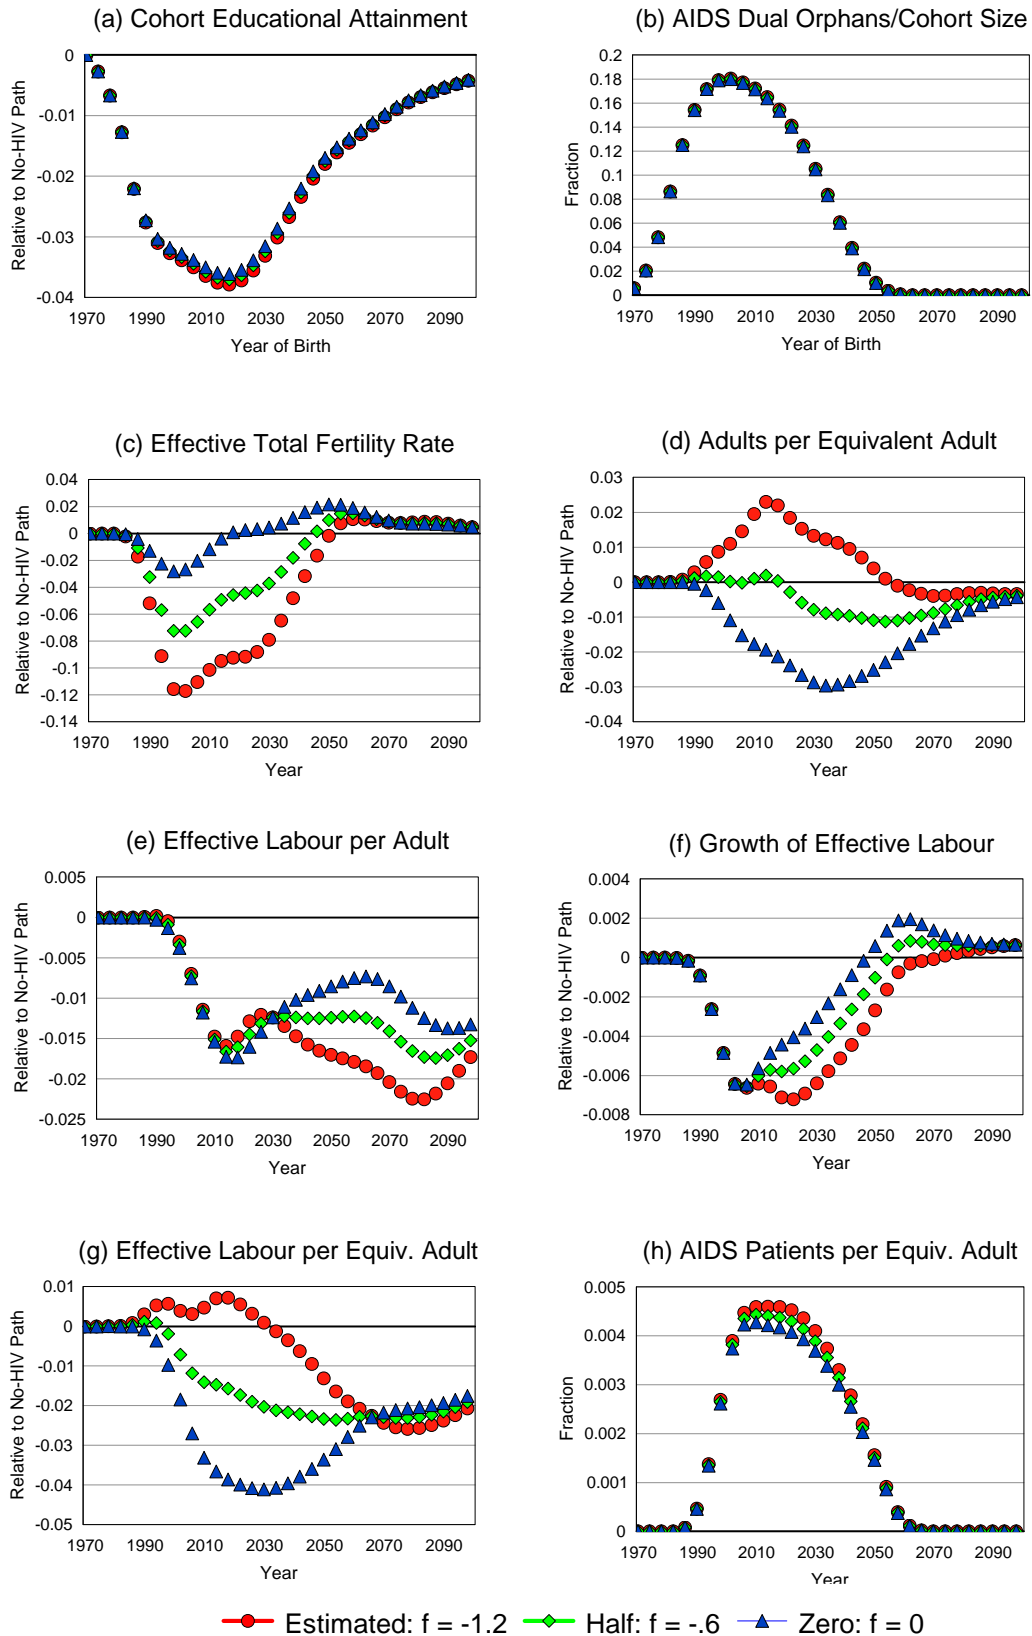 (a) Cohort Educational Attainment
Relative to No-HIV Path
0
-0.01
-0.02
-0.03
-0.04
1970 1990 2010 2030 2050 2070 2090
Year of Birth
(b) AIDS Dual Orphans/Cohort Size
Fraction
0.2
0.18
0.16
0.14
0.12
0.1
0.08
0.06
0.04
0.02
0
1970 1990 2010 2030 2050 2070 2090
Year of Birth
(c) Effective Total Fertility Rate
Relative to No-HIV Path
0.04
0.02
0
-0.02
-0.04
-0.06
-0.08
-0.1
-0.12
-0.14
1970 1990 2010 2030 2050 2070 2090
Year
(d) Adults per Equivalent Adult
Relative to No-HIV Path
0.03
0.02
0.01
0
-0.01
-0.02
-0.03
-0.04
1970 1990 2010 2030 2050 2070 2090
Year
(e) Effective Labour per Adult
Relative to No-HIV Path
0.005
0
-0.005
-0.01
-0.015
-0.02
-0.025
1970 1990 2010 2030 2050 2070 2090
Year
(f) Growth of Effective Labour
Relative to No-HIV Path
0.004
0.002
0
-0.002
-0.004
-0.006
-0.008
1970 1990 2010 2030 2050 2070 2090
Year
(g) Effective Labour per Equiv. Adult
Relative to No-HIV Path
0.01
0
-0.01
-0.02
-0.03
-0.04
-0.05
1970 1990 2010 2030 2050 2070 2090
Year
(h) AIDS Patients per Equiv. Adult
Fraction
0.005
0.004
0.003
0.002
0.001
0
1970 1990 2010 2030 2050 2070 2090
Year
Estimated: f = -1.2 Half: f = -.6 Zero: f = 0